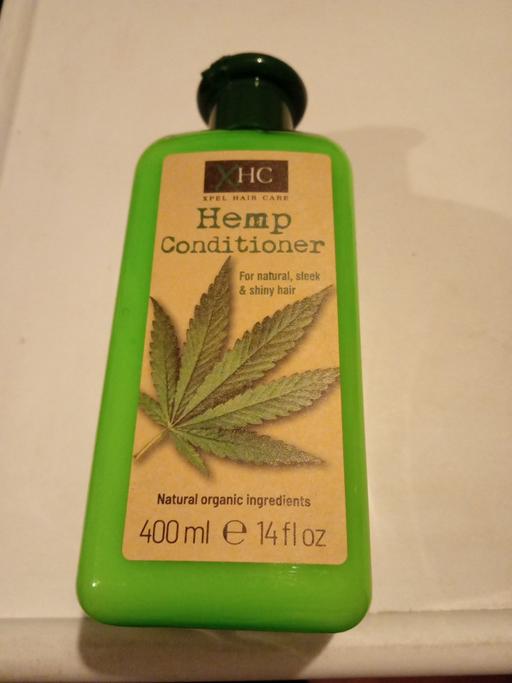 XHC
XPEL HAIR CARE
Hemp
Conditioner
For natural, sleek
& shiny hair
Natural organic ingredients
400 ml ℮ 14 fl oz